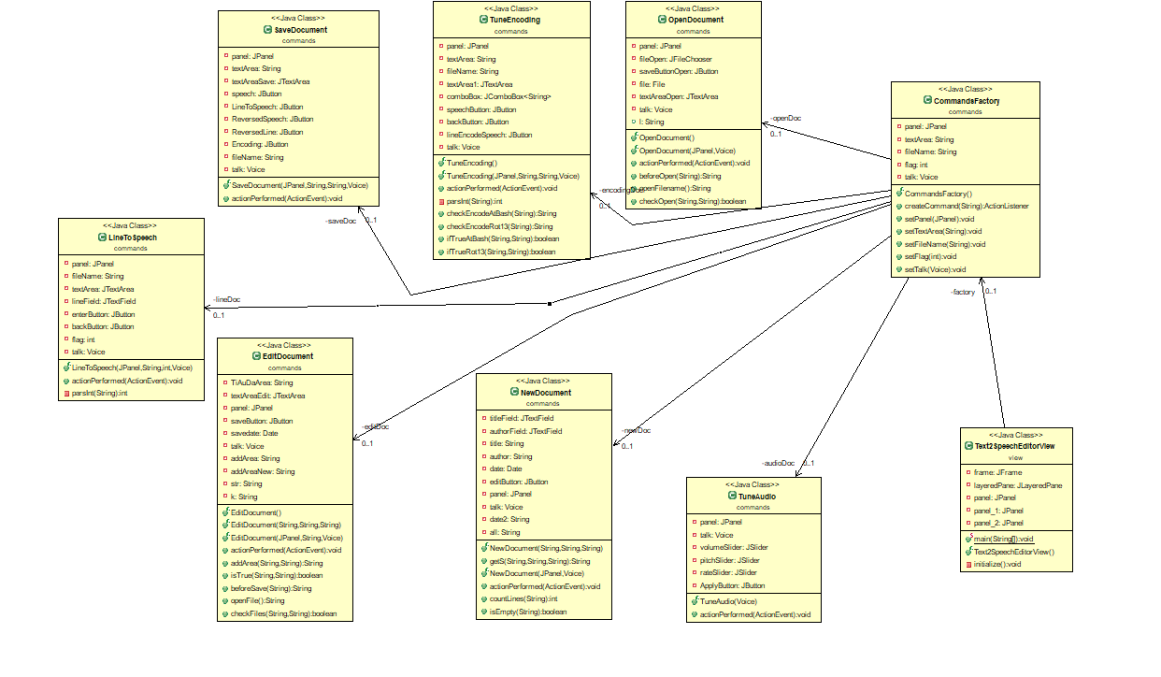 <<Java Class>>
SaveDocument
commands
panel: JPanel
textArea: String
textAreaSave: JTextArea
speech: JButton
LineToSpeech: JButton
ReversedSpeech: JButton
ReversedLine: JButton
Encoding: JButton
fileName: String
talk: Voice
SaveDocument(JPanel,String,String,Voice)
actionPerformed(ActionEvent):void
<<Java Class>>
TuneEncoding
commands
panel: JPanel
textArea: String
fileName: String
textArea1: JTextArea
comboBox: JComboBox<String>
speechButton: JButton
backButton: JButton
lineEncodeSpeech: JButton
talk: Voice
TuneEncoding()
TuneEncoding(JPanel,String,String,Voice)
actionPerformed(ActionEvent):void
parsInt(String):int
checkEncodeAtBash(String):String
checkEncodeRot13(String):String
ifTrueAtBash(String,String):boolean
ifTrueRot13(String,String):boolean
<<Java Class>>
OpenDocument
commands
panel: JPanel
fileOpen: JFileChooser
saveButtonOpen: JButton
file: File
textAreaOpen: JTextArea
talk: Voice
l: String
OpenDocument()
OpenDocument(JPanel,Voice)
actionPerformed(ActionEvent):void
beforeOpen(String):String
openFilename():String
checkOpen(String,String):boolean
<<Java Class>>
CommandsFactory
commands
panel: JPanel
textArea: String
fileName: String
flag: int
talk: Voice
CommandsFactory()
createCommand(String):ActionListener
setPanel(JPanel):void
setTextArea(String):void
setFileName(String):void
setFlag(int):void
setTalk(Voice):void
-openDoc
0..1
0..1
-saveDoc
0..1
<<Java Class>>
LineToSpeech
commands
panel: JPanel
fileName: String
textArea: JTextArea
lineField: JTextField
enterButton: JButton
backButton: JButton
flag: int
talk: Voice
LineToSpeech(JPanel,String,int,Voice)
actionPerformed(ActionEvent):void
parsInt(String):int
-lineDoc
0..1
-factory
0..1
<<Java Class>>
EditDocument
commands
TiAuDaArea: String
textAreaEdit: JTextArea
panel: JPanel
saveButton: JButton
savedate: Date
talk: Voice
addArea: String
addAreaNew: String
str: String
k: String
EditDocument()
EditDocument(String,String,String)
EditDocument(JPanel,String,Voice)
actionPerformed(ActionEvent):void
addArea(String,String):String
isTrue(String,String):boolean
beforeSave(String):String
openFile():String
checkFiles(String,String):boolean
-editDoc
0..1
<<Java Class>>
NewDocument
commands
titleField: JTextField
authorField: JTextField
title: String
author: String
date: Date
editButton: JButton
panel: JPanel
talk: Voice
date2: String
all: String
NewDocument(String,String,String)
getS(String,String,String):String
NewDocument(JPanel,Voice)
actionPerformed(ActionEvent):void
countLines(String):int
isEmpty(String):boolean
-newDoc
0..1
-audioDoc
0..1
<<Java Class>>
TuneAudio
commands
panel: JPanel
talk: Voice
volumeSlider: JSlider
pitchSlider: JSlider
rateSlider: JSlider
ApplyButton: JButton
TuneAudio(Voice)
actionPerformed(ActionEvent):void
<<Java Class>>
Text2SpeechEditorView
view
frame: JFrame
layeredPane: JLayeredPane
panel: JPanel
panel_1: JPanel
panel_2: JPanel
main(String[]):void
Text2SpeechEditorView()
initialize():void